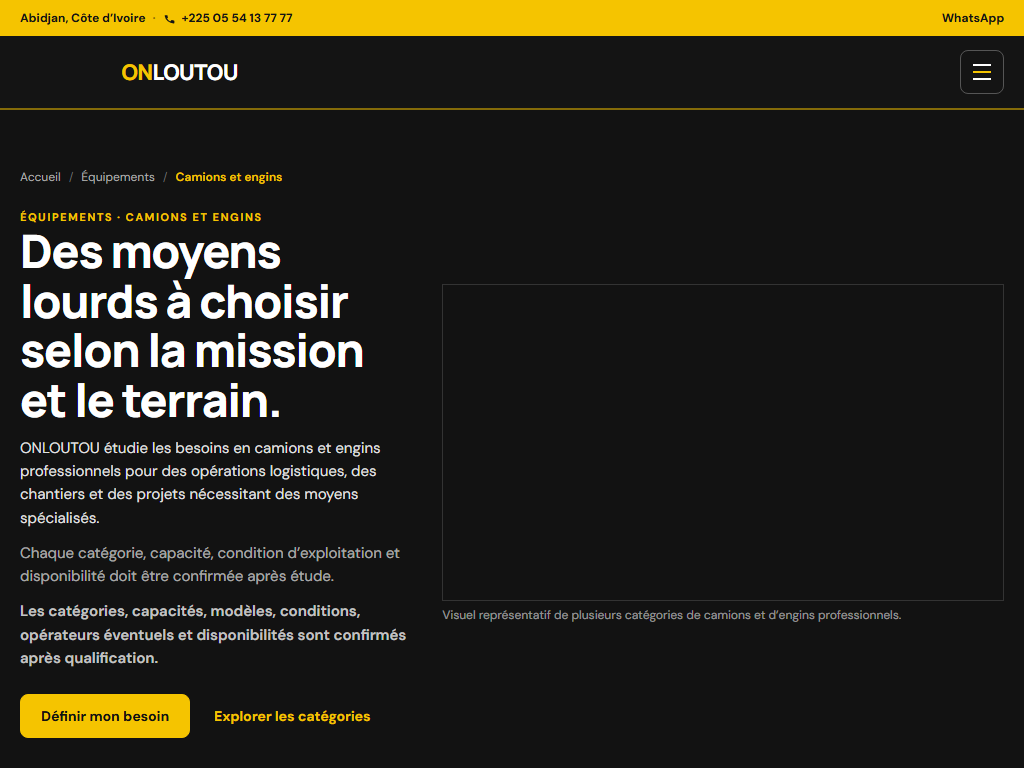 Abidjan, Côte d’Ivoire · +225 05 54 13 77 77
WhatsApp
ONLOUTOU
Accueil / Équipements / Camions et engins
ÉQUIPEMENTS · CAMIONS ET ENGINS
Des moyens
lourds à choisir
selon la mission
et le terrain.
ONLOUTOU étudie les besoins en camions et engins
professionnels pour des opérations logistiques, des
chantiers et des projets nécessitant des moyens
spécialisés.
Chaque catégorie, capacité, condition d’exploitation et
disponibilité doit être confirmée après étude.
Les catégories, capacités, modèles, conditions,
opérateurs éventuels et disponibilités sont confirmés
après qualification.
Visuel représentatif de plusieurs catégories de camions et d’engins professionnels.
Définir mon besoin
Explorer les catégories